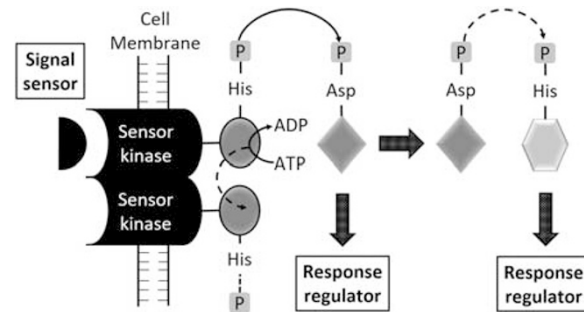 Cell
Membrane
Signal
sensor
P
P
P
P
His
Asp
Asp
His
Sensor
kinase
ADP
ATP
Sensor
kinase
His
P
Response
regulator
Response
regulator